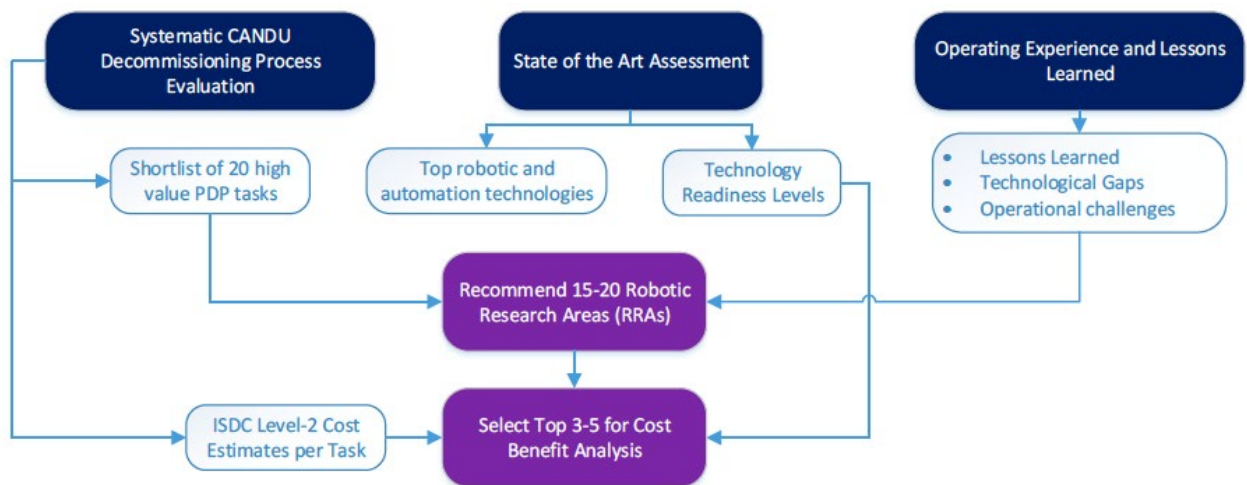 Systematic CANDU
Decommissioning Process
Evaluation
State of the Art Assessment
Operating Experience and Lessons
Learned
Shortlist of 20 high
value PDP tasks
Top robotic and
automation technologies
Technology
Readiness Levels
• Lessons Learned
• Technological Gaps
• Operational challenges
Recommend 15-20 Robotic
Research Areas (RRAs)
ISDC Level-2 Cost
Estimates per Task
Select Top 3-5 for Cost
Benefit Analysis